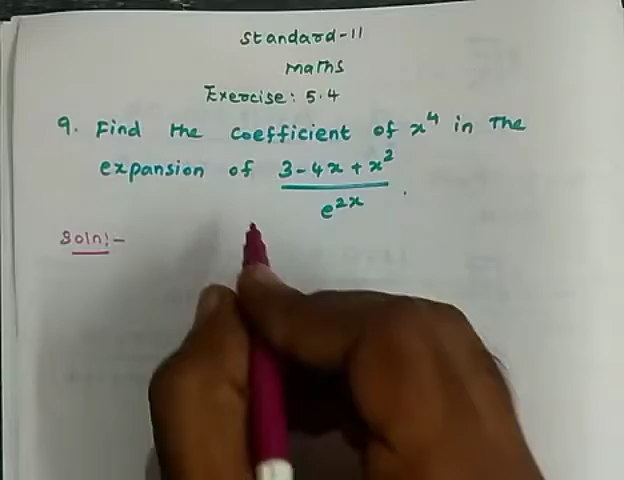 Standard-11
Maths
Exercise: 5.4
9. Find the coefficient of x⁴ in the
expansion of 3-4x+x²
e²ˣ .
Soln:-